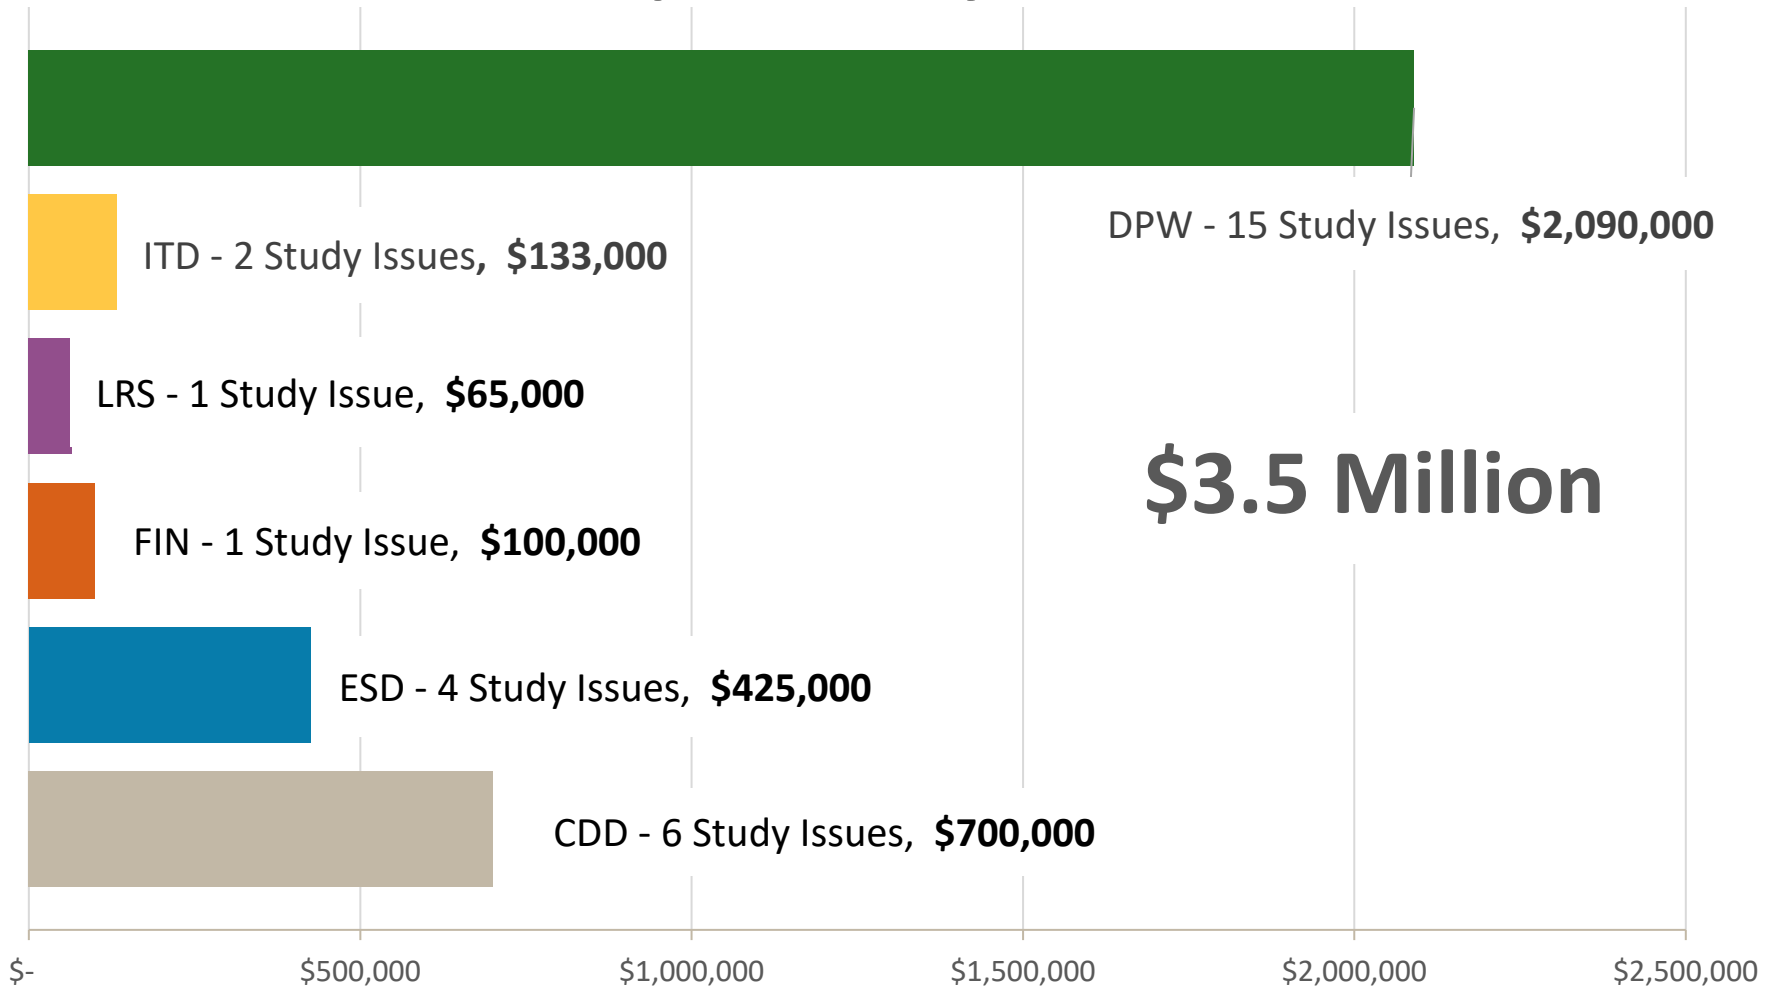 DPW - 15 Study Issues, $2,090,000
ITD - 2 Study Issues, $133,000
LRS - 1 Study Issue, $65,000
$3.5 Million
FIN - 1 Study Issue, $100,000
ESD - 4 Study Issues, $425,000
CDD - 6 Study Issues, $700,000
$- $500,000 $1,000,000 $1,500,000 $2,000,000 $2,500,000